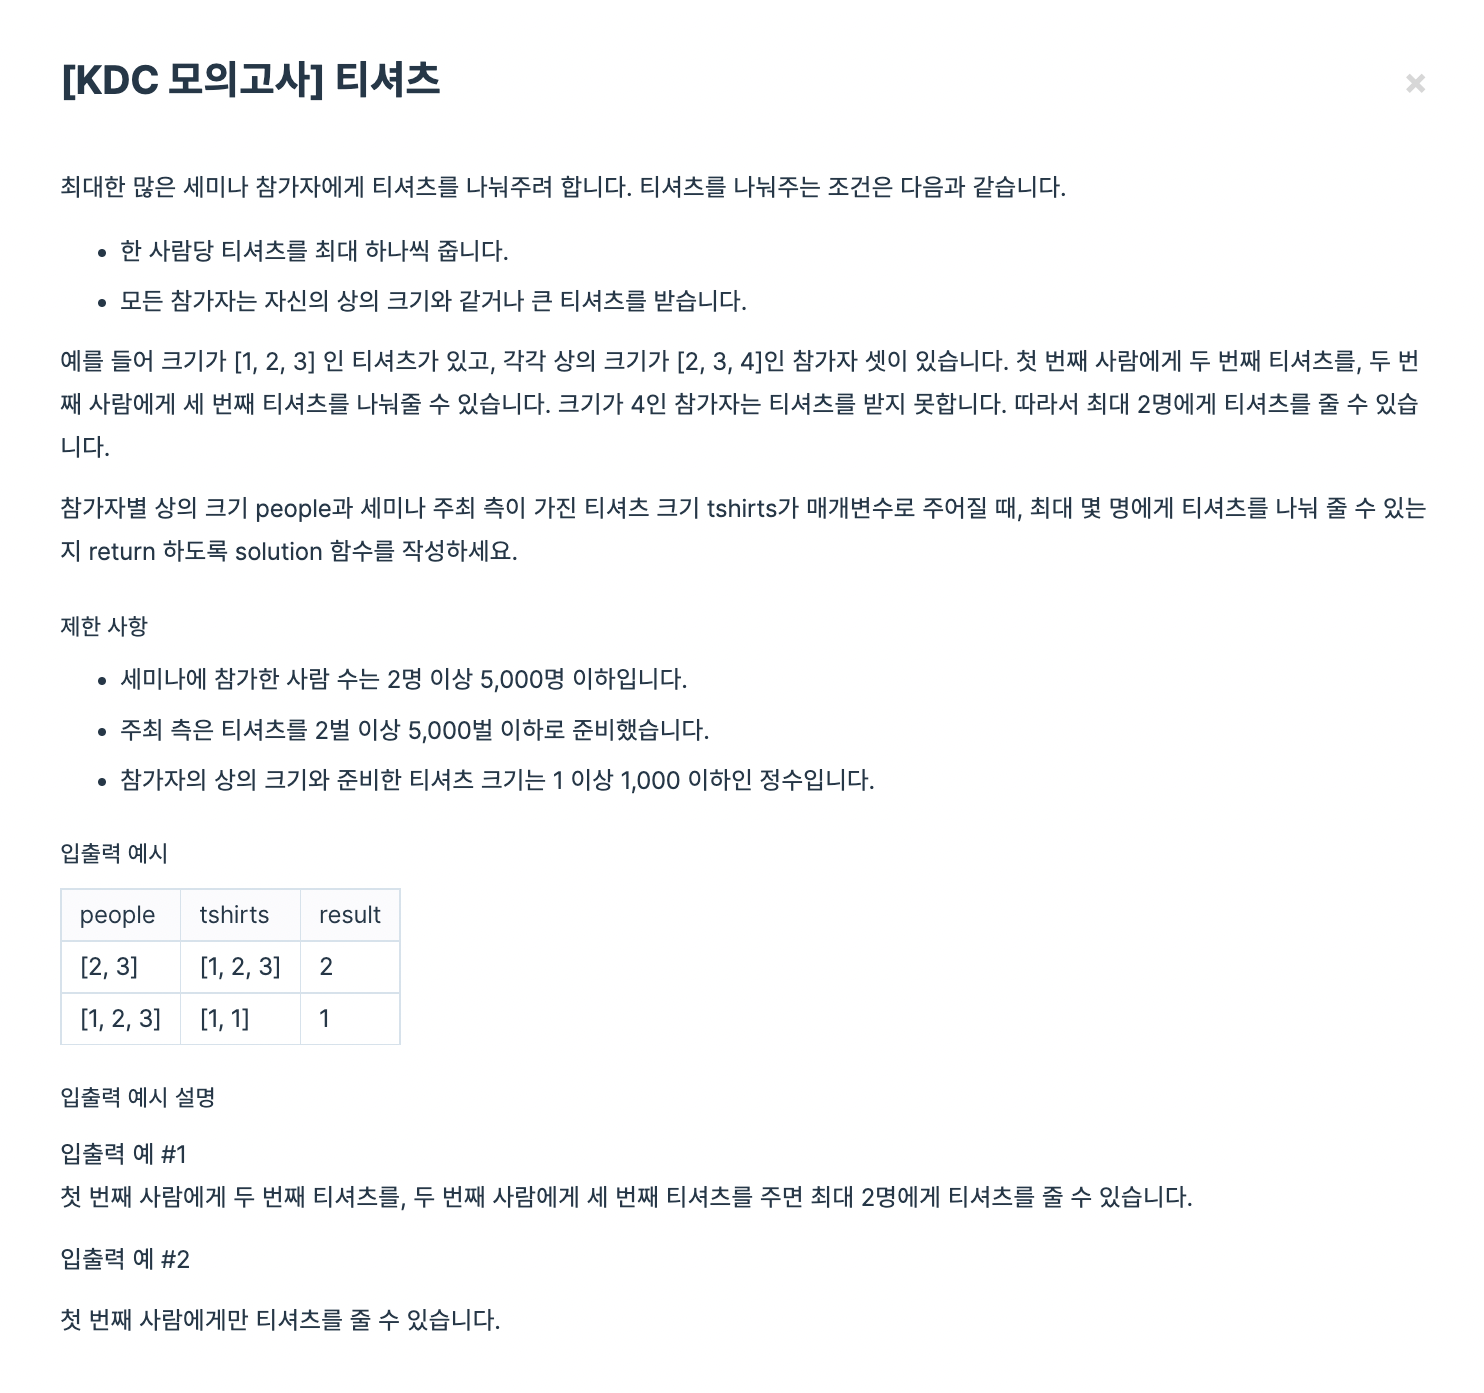 [KDC 모의고사] 티셔츠
×
최대한 많은 세미나 참가자에게 티셔츠를 나눠주려 합니다. 티셔츠를 나눠주는 조건은 다음과 같습니다.
• 한 사람당 티셔츠를 최대 하나씩 줍니다.
• 모든 참가자는 자신의 상의 크기와 같거나 큰 티셔츠를 받습니다.
예를 들어 크기가 [1, 2, 3] 인 티셔츠가 있고, 각각 상의 크기가 [2, 3, 4]인 참가자 셋이 있습니다. 첫 번째 사람에게 두 번째 티셔츠를, 두 번
째 사람에게 세 번째 티셔츠를 나눠줄 수 있습니다. 크기가 4인 참가자는 티셔츠를 받지 못합니다. 따라서 최대 2명에게 티셔츠를 줄 수 있습
니다.
참가자별 상의 크기 people과 세미나 주최 측이 가진 티셔츠 크기 tshirts가 매개변수로 주어질 때, 최대 몇 명에게 티셔츠를 나눠 줄 수 있는
지 return 하도록 solution 함수를 작성하세요.
제한 사항
• 세미나에 참가한 사람 수는 2명 이상 5,000명 이하입니다.
• 주최 측은 티셔츠를 2벌 이상 5,000벌 이하로 준비했습니다.
• 참가자의 상의 크기와 준비한 티셔츠 크기는 1 이상 1,000 이하인 정수입니다.
입출력 예시
people tshirts result
[2, 3] [1, 2, 3] 2
[1, 2, 3] [1, 1] 1
입출력 예시 설명
입출력 예 #1
첫 번째 사람에게 두 번째 티셔츠를, 두 번째 사람에게 세 번째 티셔츠를 주면 최대 2명에게 티셔츠를 줄 수 있습니다.
입출력 예 #2
첫 번째 사람에게만 티셔츠를 줄 수 있습니다.